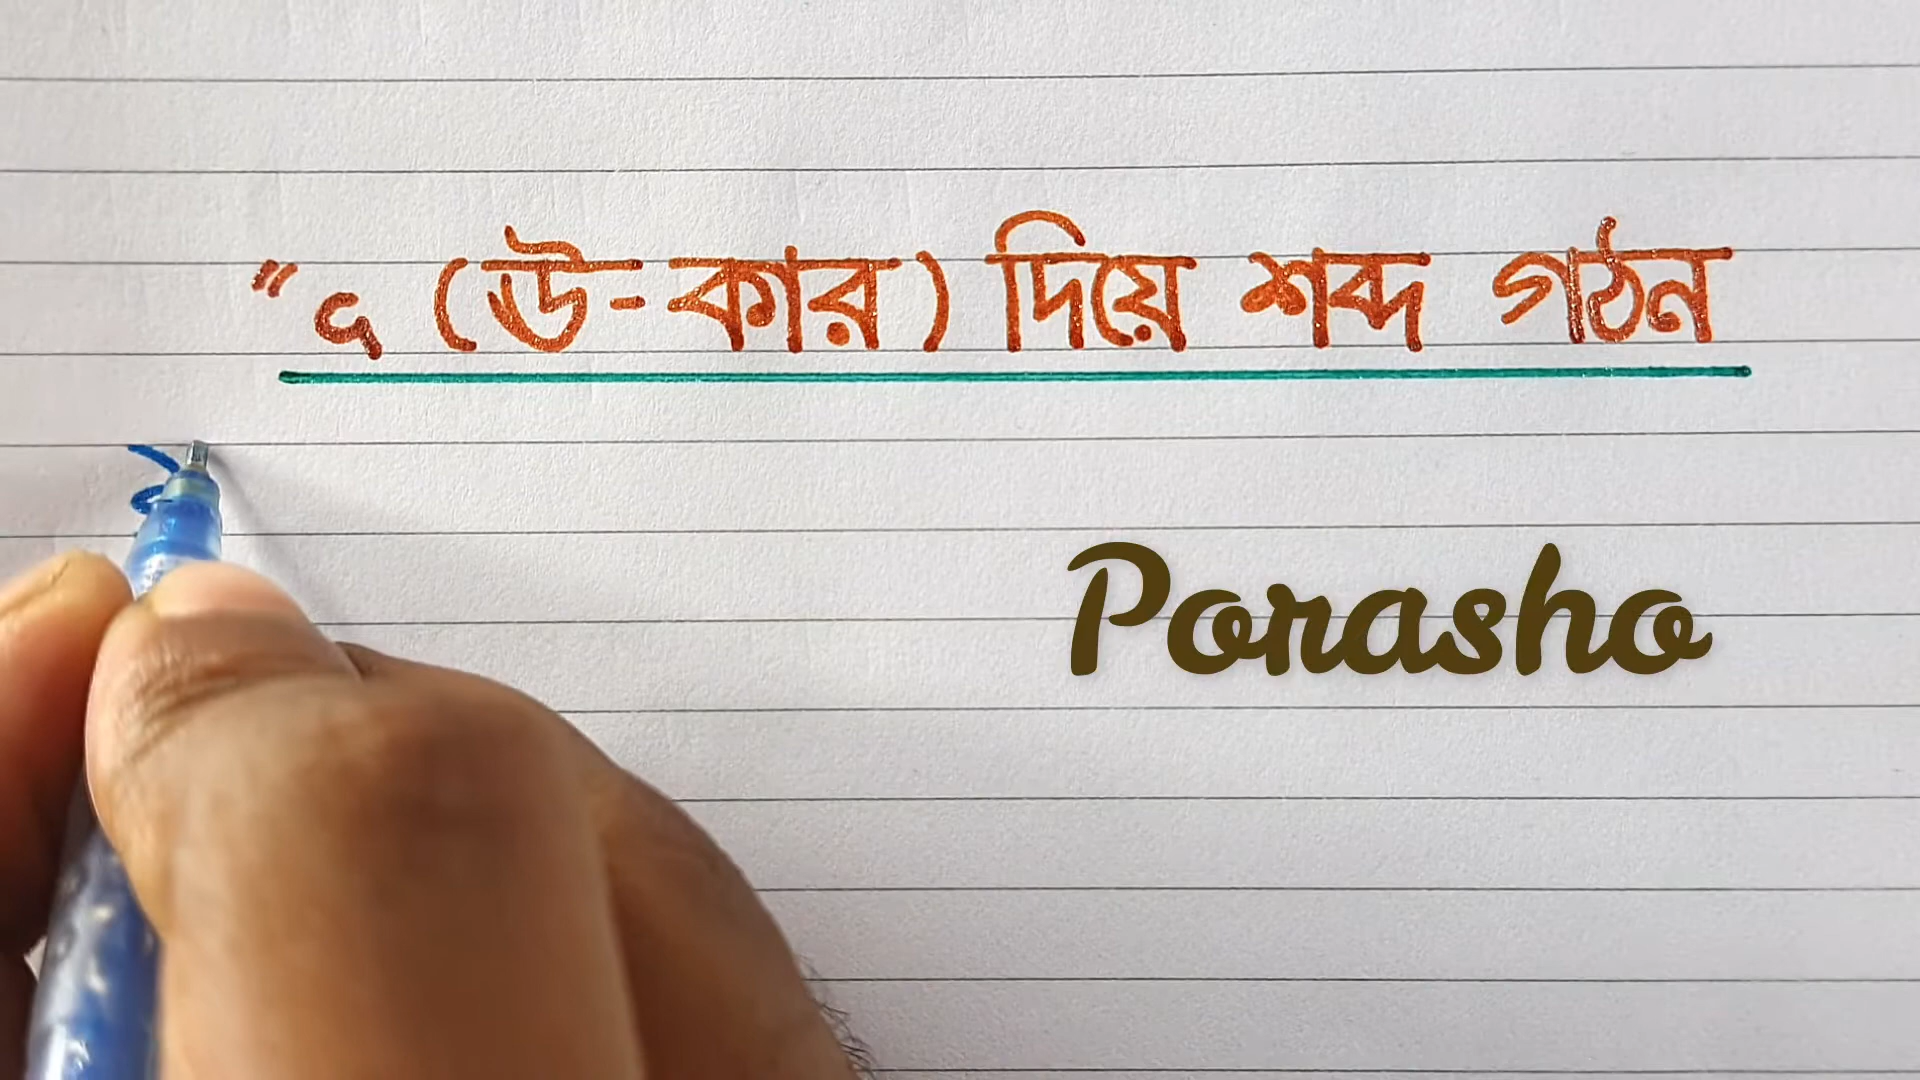 " ূ (ঊ-কার) দিয়ে শব্দ গঠন
Porasho